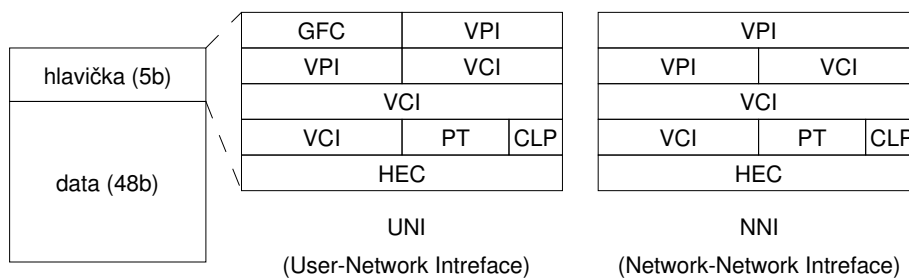 hlavička (5b)
data (48b)
GFC VPI
VPI VCI
VCI
VCI PT CLP
HEC
UNI
(User-Network Intreface)
VPI
VPI VCI
VCI
VCI PT CLP
HEC
NNI
(Network-Network Intreface)